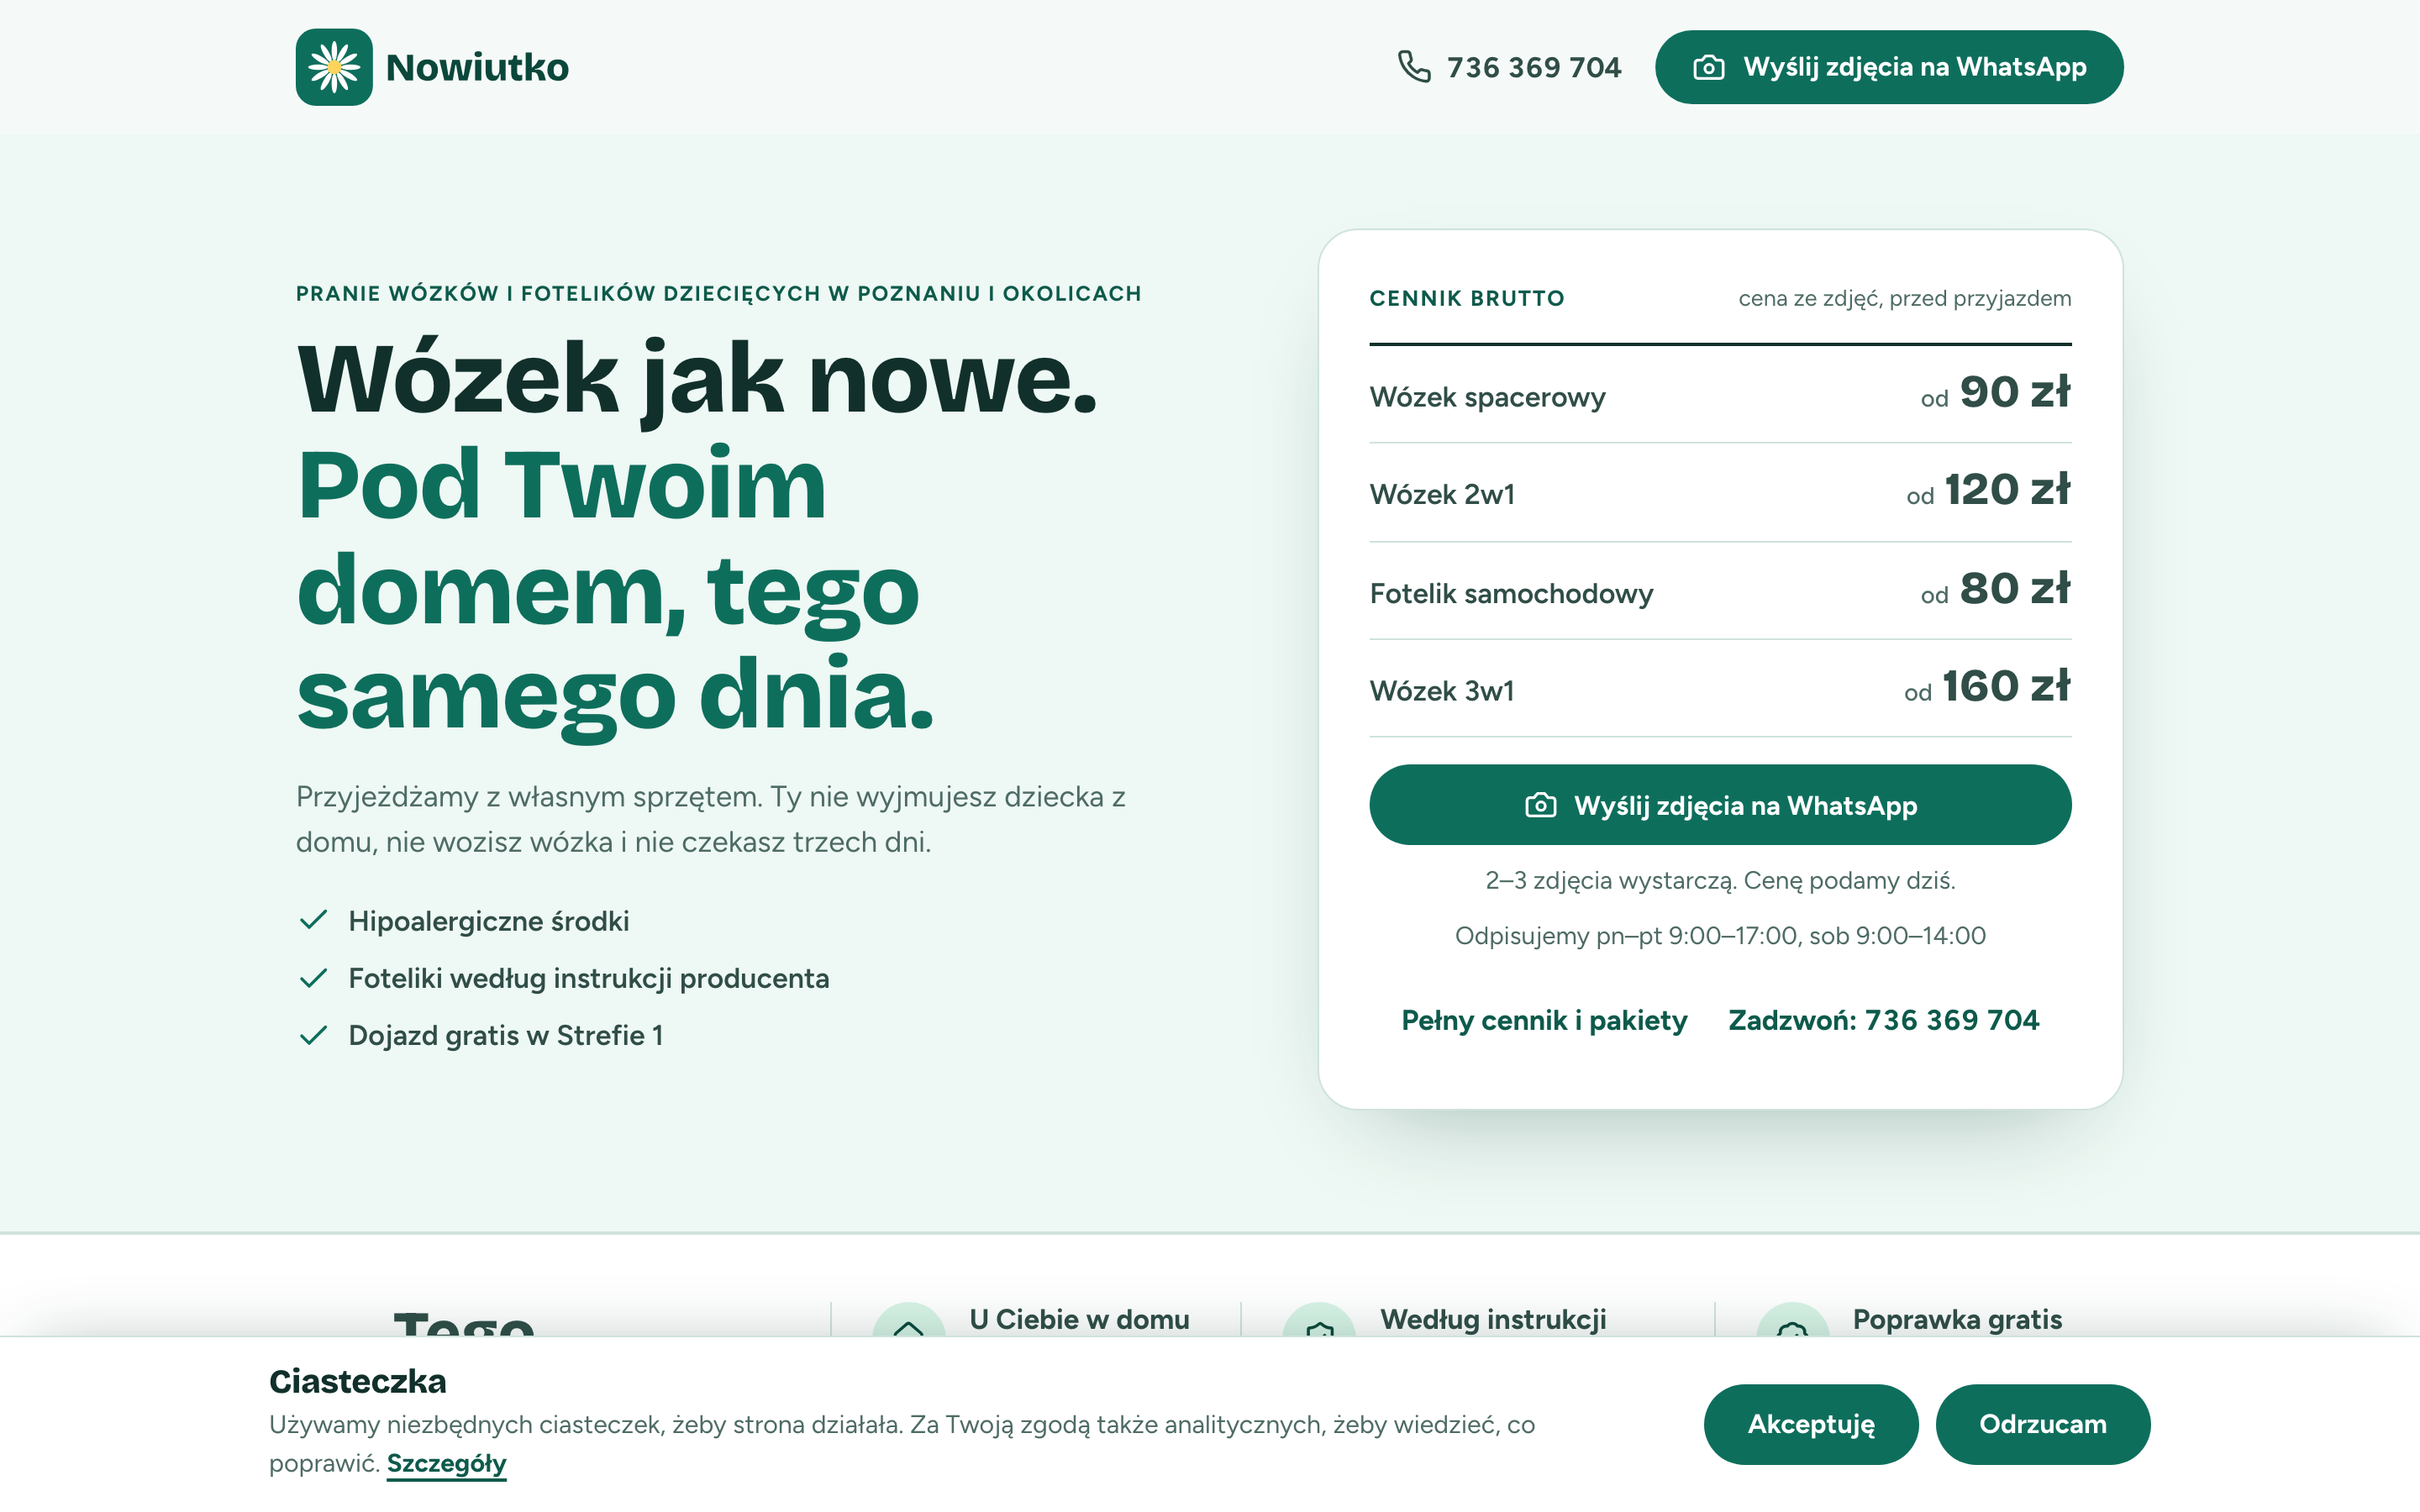 Nowiutko
736 369 704
Wyślij zdjęcia na WhatsApp
PRANIE WÓZKÓW I FOTELIKÓW DZIECIĘCYCH W POZNANIU I OKOLICACH
Wózek jak nowe.
Pod Twoim
domem, tego
samego dnia.
Przyjeżdżamy z własnym sprzętem. Ty nie wyjmujesz dziecka z
domu, nie wozisz wózka i nie czekasz trzech dni.
Hipoalergiczne środki
Foteliki według instrukcji producenta
Dojazd gratis w Strefie 1
CENNIK BRUTTO
cena ze zdjęć, przed przyjazdem
Wózek spacerowy od 90 zł
Wózek 2w1 od 120 zł
Fotelik samochodowy od 80 zł
Wózek 3w1 od 160 zł
Wyślij zdjęcia na WhatsApp
2–3 zdjęcia wystarczą. Cenę podamy dziś.
Odpisujemy pn–pt 9:00–17:00, sob 9:00–14:00
Pełny cennik i pakiety
Zadzwoń: 736 369 704
Tego
U Ciebie w domu
Według instrukcji
Poprawka gratis
Ciasteczka
Używamy niezbędnych ciasteczek, żeby strona działała. Za Twoją zgodą także analitycznych, żeby wiedzieć, co
poprawić. Szczegóły
Akceptuję
Odrzucam